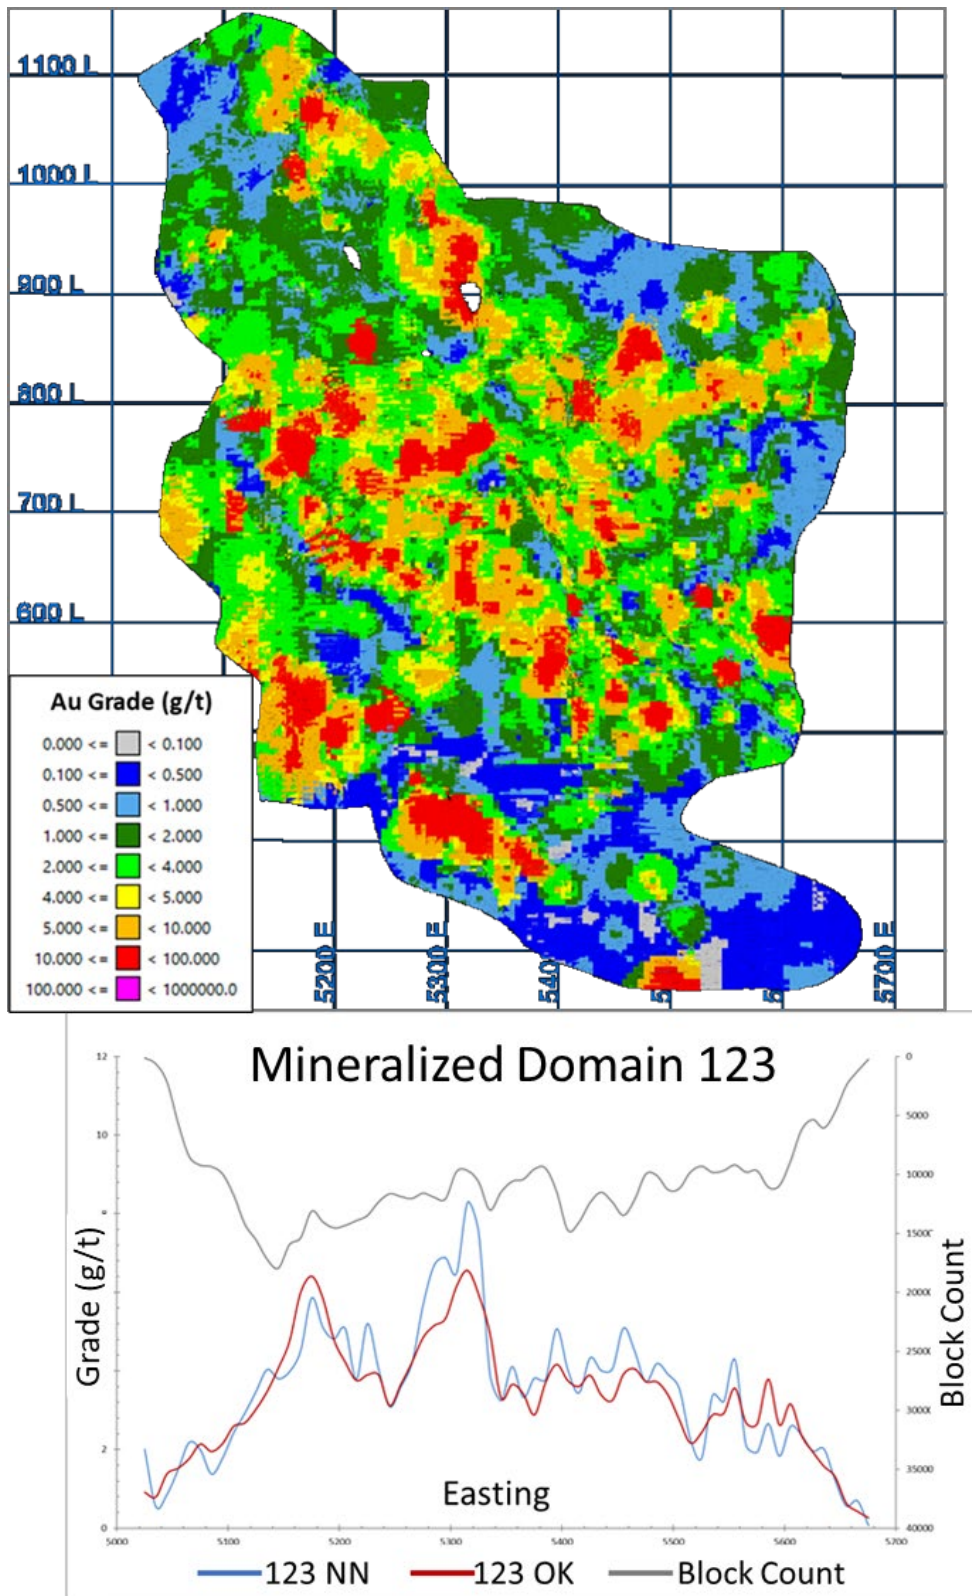 1100 L
1000 L
900 L
800 L
700 L
600 L
Au Grade (g/t)
0.000 <= < 0.100
0.100 <= < 0.500
0.500 <= < 1.000
1.000 <= < 2.000
2.000 <= < 4.000
4.000 <= < 5.000
5.000 <= < 10.000
10.000 <= < 100.000
100.000 <= < 1000000.0
5200 E
5300 E
5700 E
Mineralized Domain 123
12
10
2
0
Grade (g/t)
0
5000
10000
15000
20000
25000
30000
35000
40000
Block Count
Easting
5000 5100 5200 5300 5400 5500 5600 5200
123 NN 123 OK Block Count